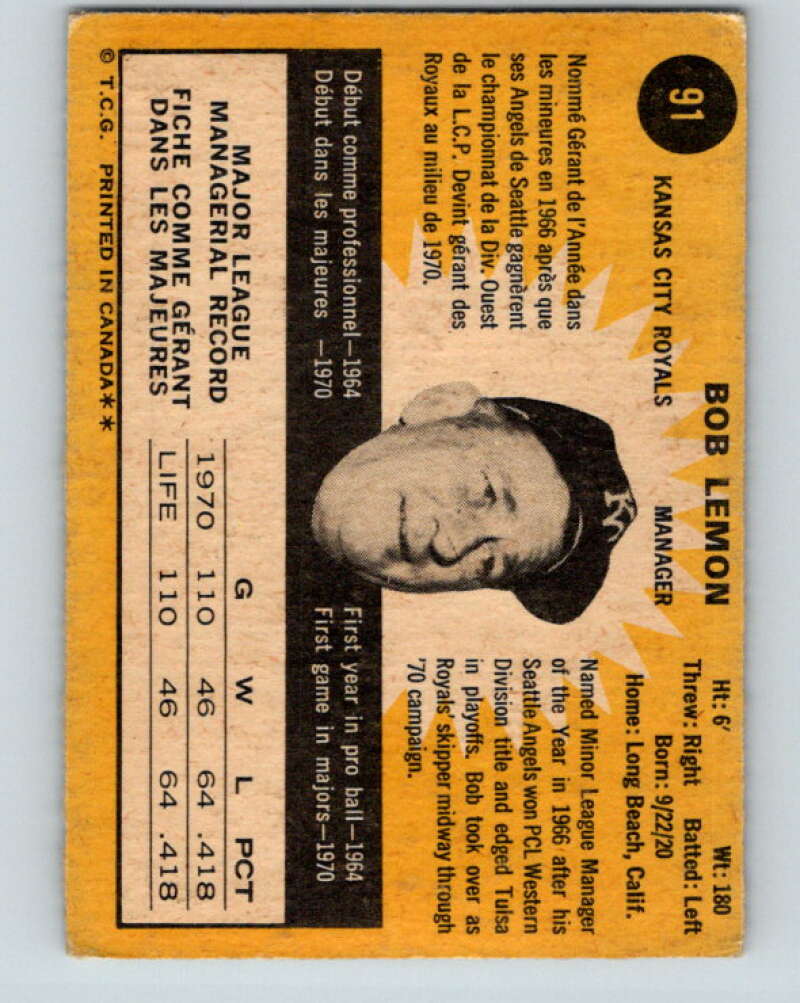 91
BOB LEMON
KANSAS CITY ROYALS MANAGER
Ht: 6' Wt: 180
Threw: Right Batted: Left
Born: 9/22/20
Home: Long Beach, Calif.
Nommé Gérant de l'Année dans
les mineures en 1966 après que
ses Angels de Seattle gagnèrent
le championnat de la Div. Ouest
de la L.C.P. Devint gérant des
Royaux au milieu de 1970.
KC
Named Minor League Manager
of the Year in 1966 after his
Seattle Angels won PCL Western
Division title and edged Tulsa
in playoffs. Bob took over as
Royals' skipper midway through
'70 campaign.
Début comme professionnel—1964
Début dans les majeures —1970
First year in pro ball—1964
First game in majors—1970
MAJOR LEAGUE
MANAGERIAL RECORD
FICHE COMME GÉRANT
DANS LES MAJEURES
G W L PCT
1970 110 46 64 .418
LIFE 110 46 64 .418
© T.C.G. PRINTED IN CANADA**